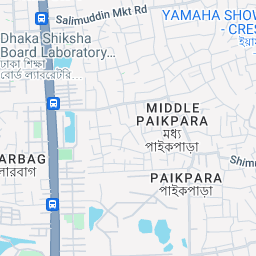 Salimuddin Mkt Rd
YAMAHA SHOW
CRES
Dhaka Shiksha
Board Laboratory...
ঢাকা শিক্ষা
বোর্ড ল্যাবরেটরি...
MIDDLE
PAIKPARA
মধ্য
পাইকপাড়া
ARBAG
লারবাগ
Shim
PAIKPARA
পাইকপাড়া